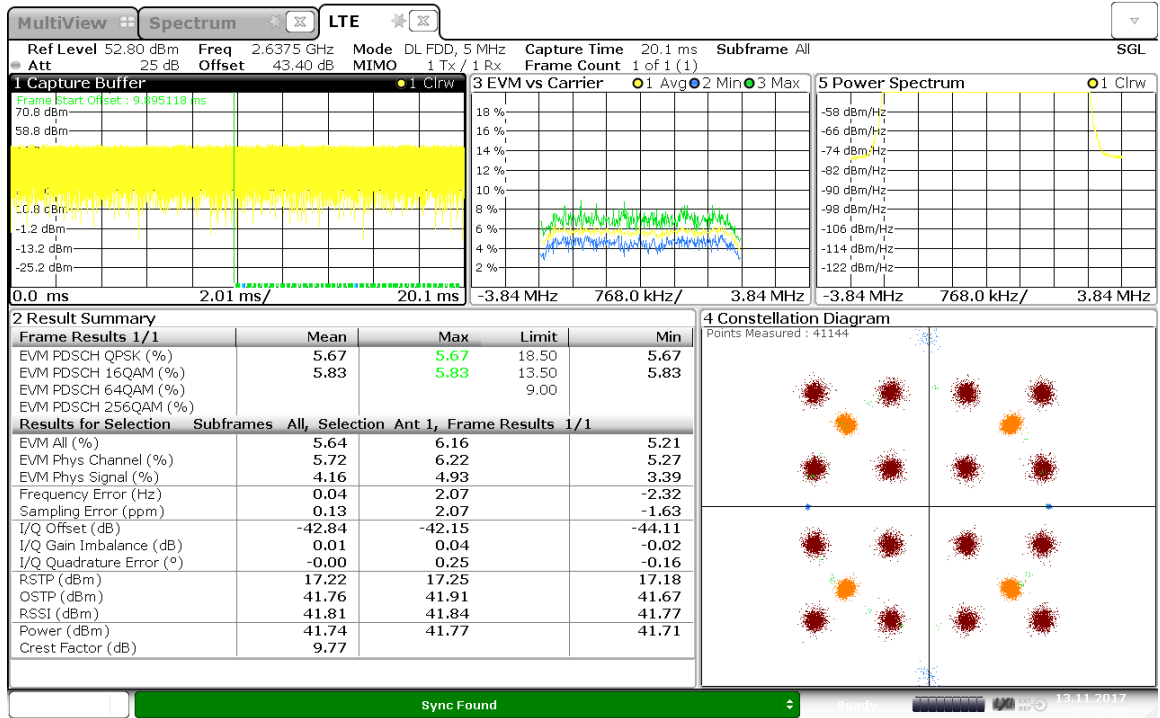 MultiView Spectrum LTE
Ref Level 52.80 dBm Freq 2.6375 GHz Mode DL FDD, 5 MHz Capture Time 20.1 ms Subframe All SGL
Att 25 dB Offset 43.40 dB MIMO 1 Tx / 1 Rx Frame Count 1 of 1 (1)
1 Capture Buffer 1 Clrw
Frame Start Offset : 9.895118 ms
70.8 dBm
58.8 dBm
-1.2 dBm
-13.2 dBm
-25.2 dBm
0.0 ms 2.01 ms/ 20.1 ms
3 EVM vs Carrier 1 Avg 2 Min 3 Max
18 %
16 %
14 %
12 %
10 %
8 %
6 %
4 %
2 %
-3.84 MHz 768.0 kHz/ 3.84 MHz
5 Power Spectrum 1 Clrw
-58 dBm/Hz
-66 dBm/Hz
-74 dBm/Hz
-82 dBm/Hz
-90 dBm/Hz
-98 dBm/Hz
-106 dBm/Hz
-114 dBm/Hz
-122 dBm/Hz
-3.84 MHz 768.0 kHz/ 3.84 MHz
2 Result Summary
Frame Results 1/1 Mean Max Limit Min
EVM PDSCH QPSK (%) 5.67 5.67 18.50 5.67
EVM PDSCH 16QAM (%) 5.83 5.83 13.50 5.83
EVM PDSCH 64QAM (%) 9.00
EVM PDSCH 256QAM (%)
Results for Selection Subframes All, Selection Ant 1, Frame Results 1/1
EVM All (%) 5.64 6.16 5.21
EVM Phys Channel (%) 5.72 6.22 5.27
EVM Phys Signal (%) 4.16 4.93 3.39
Frequency Error (Hz) 0.04 2.07 -2.32
Sampling Error (ppm) 0.13 2.07 -1.63
I/Q Offset (dB) -42.84 -42.15 -44.11
I/Q Gain Imbalance (dB) 0.01 0.04 -0.02
I/Q Quadrature Error (°) -0.00 0.25 -0.16
RSTP (dBm) 17.22 17.25 17.18
OSTP (dBm) 41.76 41.91 41.67
RSSI (dBm) 41.81 41.84 41.77
Power (dBm) 41.74 41.77 41.71
Crest Factor (dB) 9.77
4 Constellation Diagram
Points Measured : 41144
Sync Found
Ready
13.11.2017